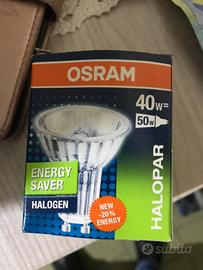 OSRAM
40w=
50w
ENERGY
SAVER
HALOGEN
NEW
-20%
ENERGY
HALOPAR
subito